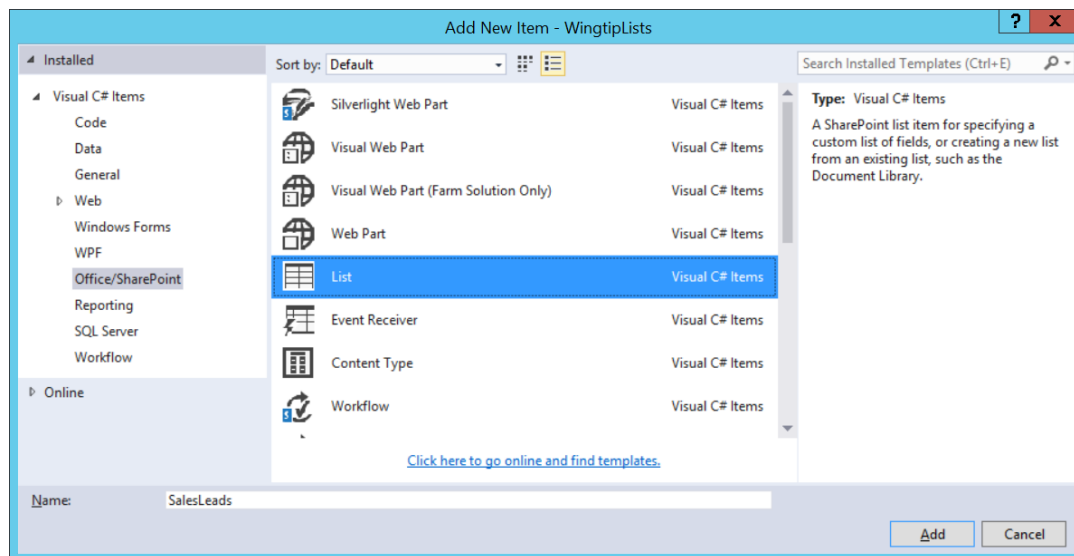 Add New Item - WingtipLists
? X
Installed
Sort by: Default
Search Installed Templates (Ctrl+E)
Visual C# Items
Code
Data
General
Web
Windows Forms
WPF
Office/SharePoint
Reporting
SQL Server
Workflow
Online
Silverlight Web Part Visual C# Items
Visual Web Part Visual C# Items
Visual Web Part (Farm Solution Only) Visual C# Items
Web Part Visual C# Items
List Visual C# Items
Event Receiver Visual C# Items
Content Type Visual C# Items
Workflow Visual C# Items
Click here to go online and find templates.
Type: Visual C# Items
A SharePoint list item for specifying a
custom list of fields, or creating a new list
from an existing list, such as the
Document Library.
Name: SalesLeads
Add Cancel